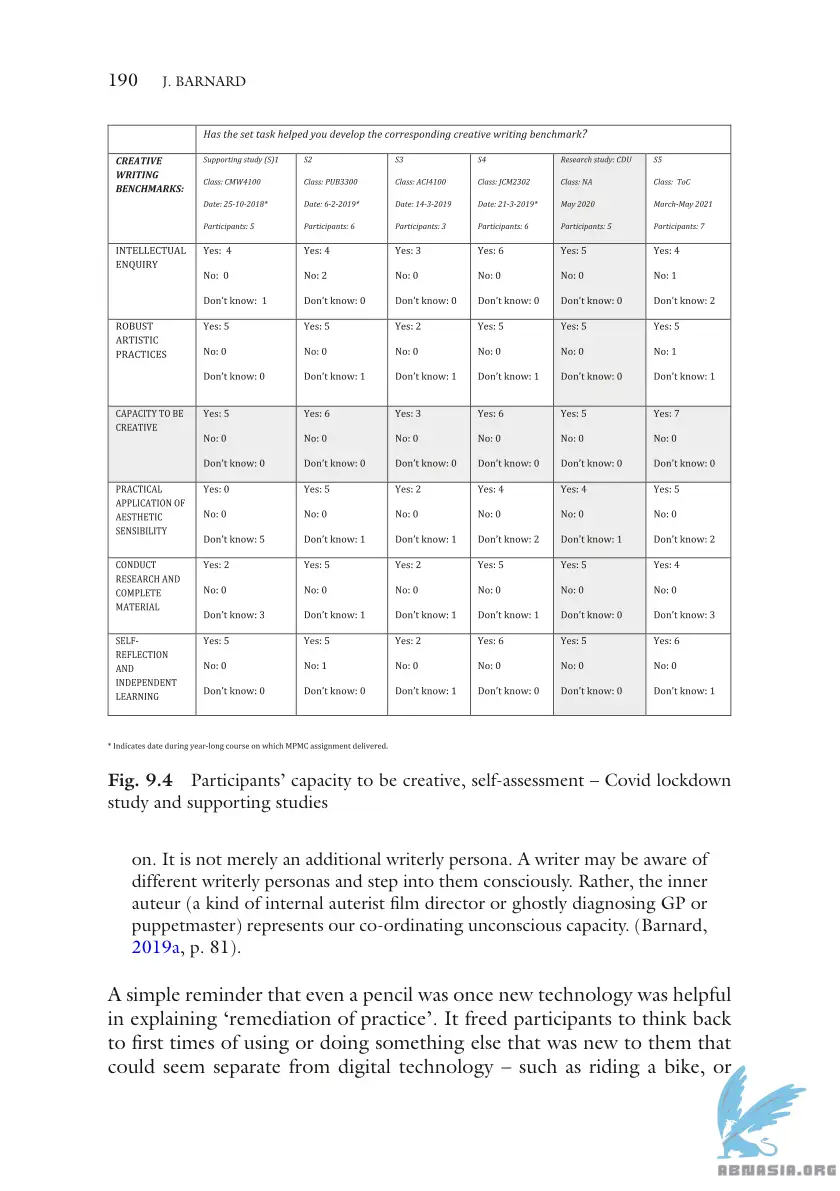 190 J. BARNARD
Has the set task helped you develop the corresponding creative writing benchmark?
CREATIVE
WRITING
BENCHMARKS:
Supporting study (S)1
Class: CMW4100
Date: 25-10-2018*
Participants: 5
S2
Class: PUB3300
Date: 6-2-2019*
Participants: 6
S3
Class: ACI4100
Date: 14-3-2019
Participants: 3
S4
Class: JCM2302
Date: 21-3-2019*
Participants: 6
Research study: CDU
Class: NA
May 2020
Participants: 5
S5
Class: ToC
March-May 2021
Participants: 7
INTELLECTUAL
ENQUIRY
Yes: 4
No: 0
Don't know: 1
Yes: 4
No: 2
Don't know: 0
Yes: 3
No: 0
Don't know: 0
Yes: 6
No: 0
Don't know: 0
Yes: 5
No: 0
Don't know: 0
Yes: 4
No: 1
Don't know: 2
ROBUST
ARTISTIC
PRACTICES
Yes: 5
No: 0
Don't know: 0
Yes: 5
No: 0
Don't know: 1
Yes: 2
No: 0
Don't know: 1
Yes: 5
No: 0
Don't know: 1
Yes: 5
No: 0
Don't know: 0
Yes: 5
No: 1
Don't know: 1
CAPACITY TO BE
CREATIVE
Yes: 5
No: 0
Don't know: 0
Yes: 6
No: 0
Don't know: 0
Yes: 3
No: 0
Don't know: 0
Yes: 6
No: 0
Don't know: 0
Yes: 5
No: 0
Don't know: 0
Yes: 7
No: 0
Don't know: 0
PRACTICAL
APPLICATION OF
AESTHETIC
SENSIBILITY
Yes: 0
No: 0
Don't know: 5
Yes: 5
No: 0
Don't know: 1
Yes: 2
No: 0
Don't know: 1
Yes: 4
No: 0
Don't know: 2
Yes: 4
No: 0
Don't know: 1
Yes: 5
No: 0
Don't know: 2
CONDUCT
RESEARCH AND
COMPLETE
MATERIAL
Yes: 2
No: 0
Don't know: 3
Yes: 5
No: 0
Don't know: 1
Yes: 2
No: 0
Don't know: 1
Yes: 5
No: 0
Don't know: 1
Yes: 5
No: 0
Don't know: 0
Yes: 4
No: 0
Don't know: 3
SELF-
REFLECTION
AND
INDEPENDENT
LEARNING
Yes: 5
No: 0
Don't know: 0
Yes: 5
No: 1
Don't know: 0
Yes: 2
No: 0
Don't know: 1
Yes: 6
No: 0
Don't know: 0
Yes: 5
No: 0
Don't know: 0
Yes: 6
No: 0
Don't know: 1
* Indicates date during year-long course on which MPMC assignment delivered.
Fig. 9.4 Participants' capacity to be creative, self-assessment – Covid lockdown
study and supporting studies
on. It is not merely an additional writerly persona. A writer may be aware of
different writerly personas and step into them consciously. Rather, the inner
auteur (a kind of internal auterist film director or ghostly diagnosing GP or
puppetmaster) represents our co-ordinating unconscious capacity. (Barnard,
2019a, p. 81).
A simple reminder that even a pencil was once new technology was helpful
in explaining 'remediation of practice'. It freed participants to think back
to first times of using or doing something else that was new to them that
could seem separate from digital technology – such as riding a bike, or
ABNASIA.ORG